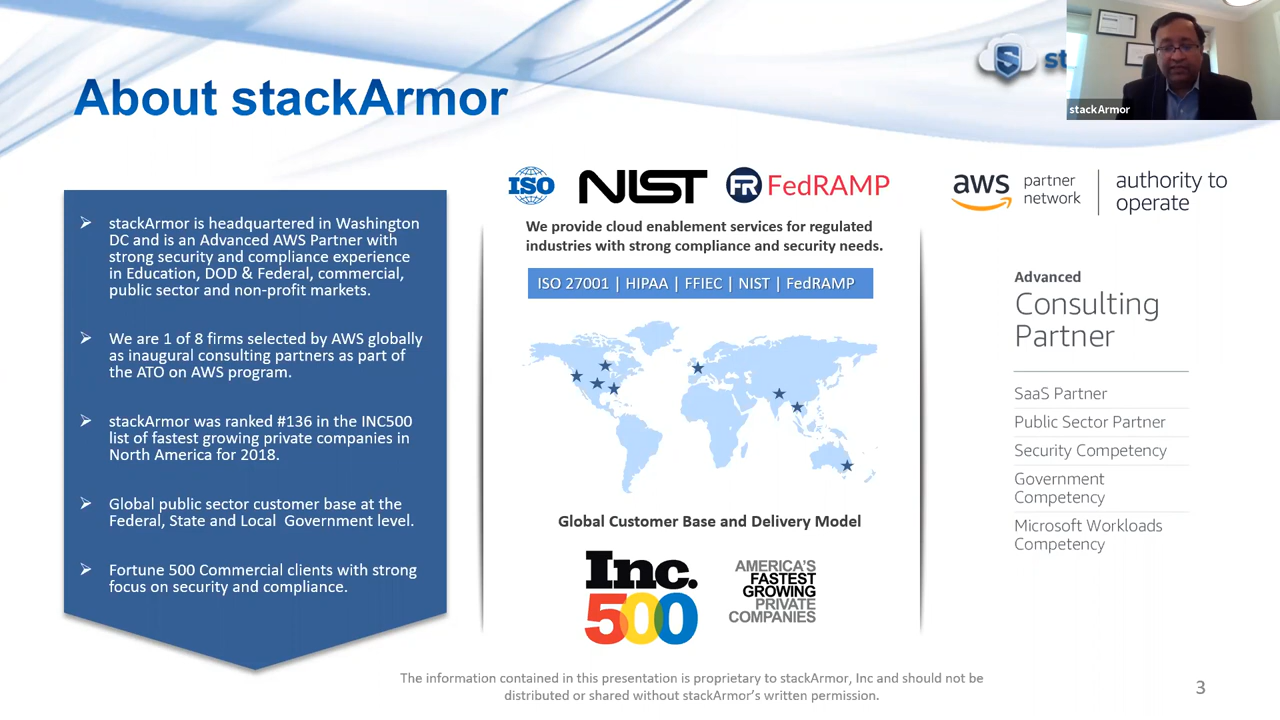 About stackArmor
st
stackArmor
stackArmor is headquartered in Washington
DC and is an Advanced AWS Partner with
strong security and compliance experience
in Education, DOD & Federal, commercial,
public sector and non-profit markets.
We are 1 of 8 firms selected by AWS globally
as inaugural consulting partners as part of
the ATO on AWS program.
stackArmor was ranked #136 in the INC500
list of fastest growing private companies in
North America for 2018.
Global public sector customer base at the
Federal, State and Local Government level.
Fortune 500 Commercial clients with strong
focus on security and compliance.
ISO NIST FR FedRAMP
We provide cloud enablement services for regulated
industries with strong compliance and security needs.
ISO 27001 | HIPAA | FFIEC | NIST | FedRAMP
Global Customer Base and Delivery Model
Inc.
500
AMERICA'S
FASTEST
GROWING
PRIVATE
COMPANIES
aws
partner
network
authority to
operate
Advanced
Consulting
Partner
SaaS Partner
Public Sector Partner
Security Competency
Government
Competency
Microsoft Workloads
Competency
The information contained in this presentation is proprietary to stackArmor, Inc and should not be
distributed or shared without stackArmor's written permission.
3